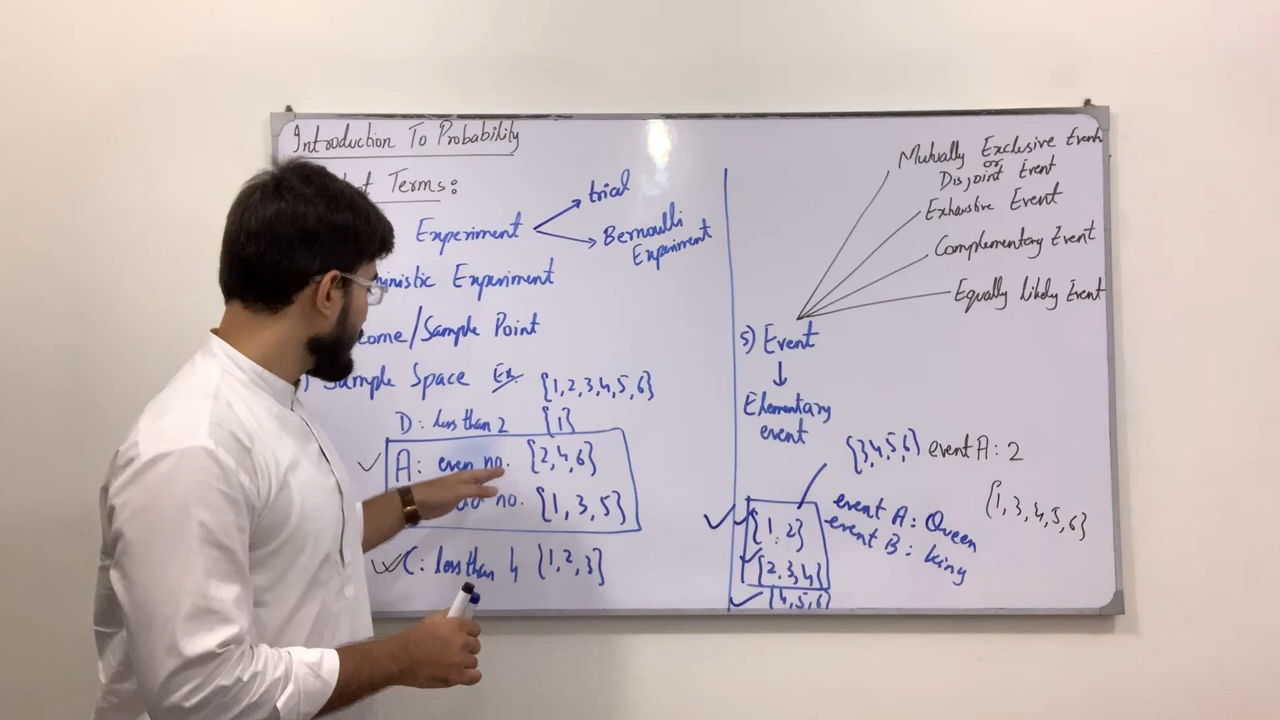 Introduction To Probability
Terms:
Experiment
trial
Bernoulli
Experiment
ministic Experiment
come/Sample Point
Sample Space Ex {1,2,3,4,5,6}
D: less than 2 {1}
A: even no. {2,4,6}
no. {1,3,5}
C: less than 4 {1,2,3}
Mutually Exclusive Event
or
Disjoint Event
Exhaustive Event
Complementary Event
Equally Likely Event
5) Event
Elementary
event
{3,4,5,6} event A: 2
{1,3,4,5,6}
event A: Queen
event B: King
{1,2}
{2,3,4}
{4,5,6}